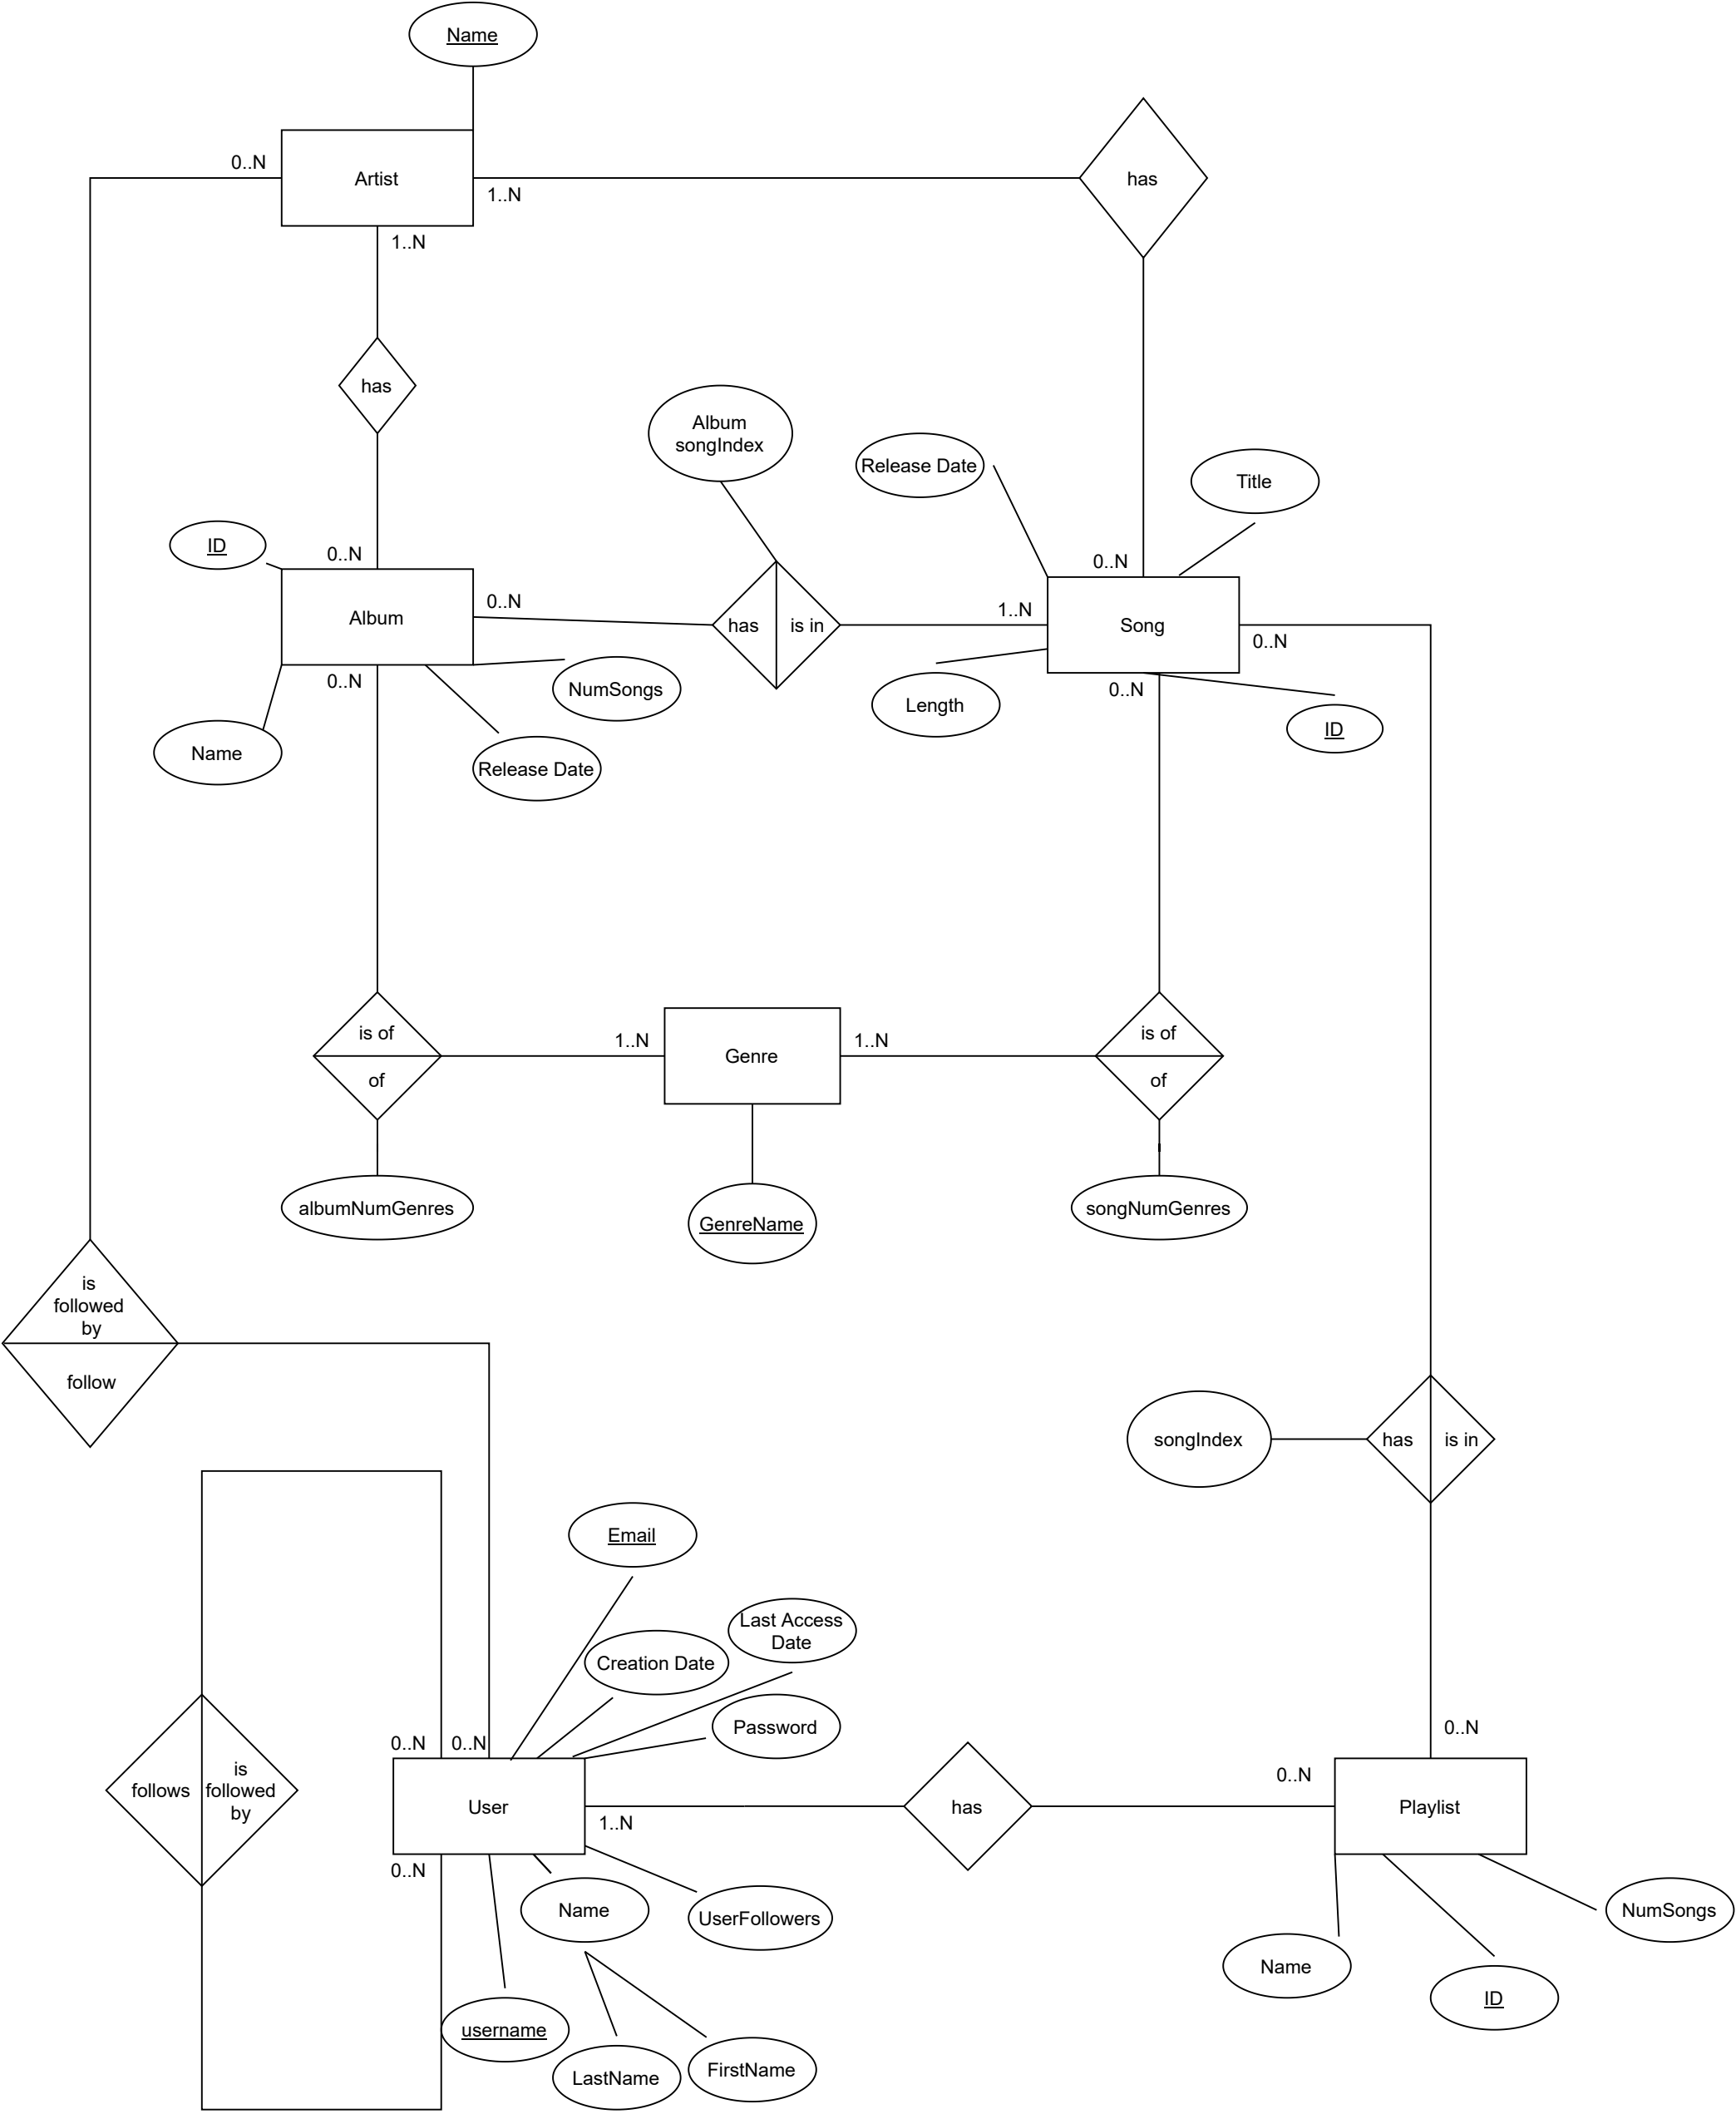 Name
0..N
Artist
1..N
has
1..N
has
Album
songIndex
Release Date
Title
ID
0..N
0..N
Album
0..N
has
is in
1..N
Song
0..N
0..N
NumSongs
Length
0..N
ID
Name
Release Date
is of
of
1..N
Genre
1..N
is of
of
albumNumGenres
GenreName
songNumGenres
is
followed
by
follow
songIndex
has
is in
Email
Last Access
Date
Creation Date
Password
0..N
0..N
0..N
follows
is
followed
by
User
1..N
has
0..N
Playlist
0..N
Name
UserFollowers
NumSongs
Name
ID
username
LastName
FirstName